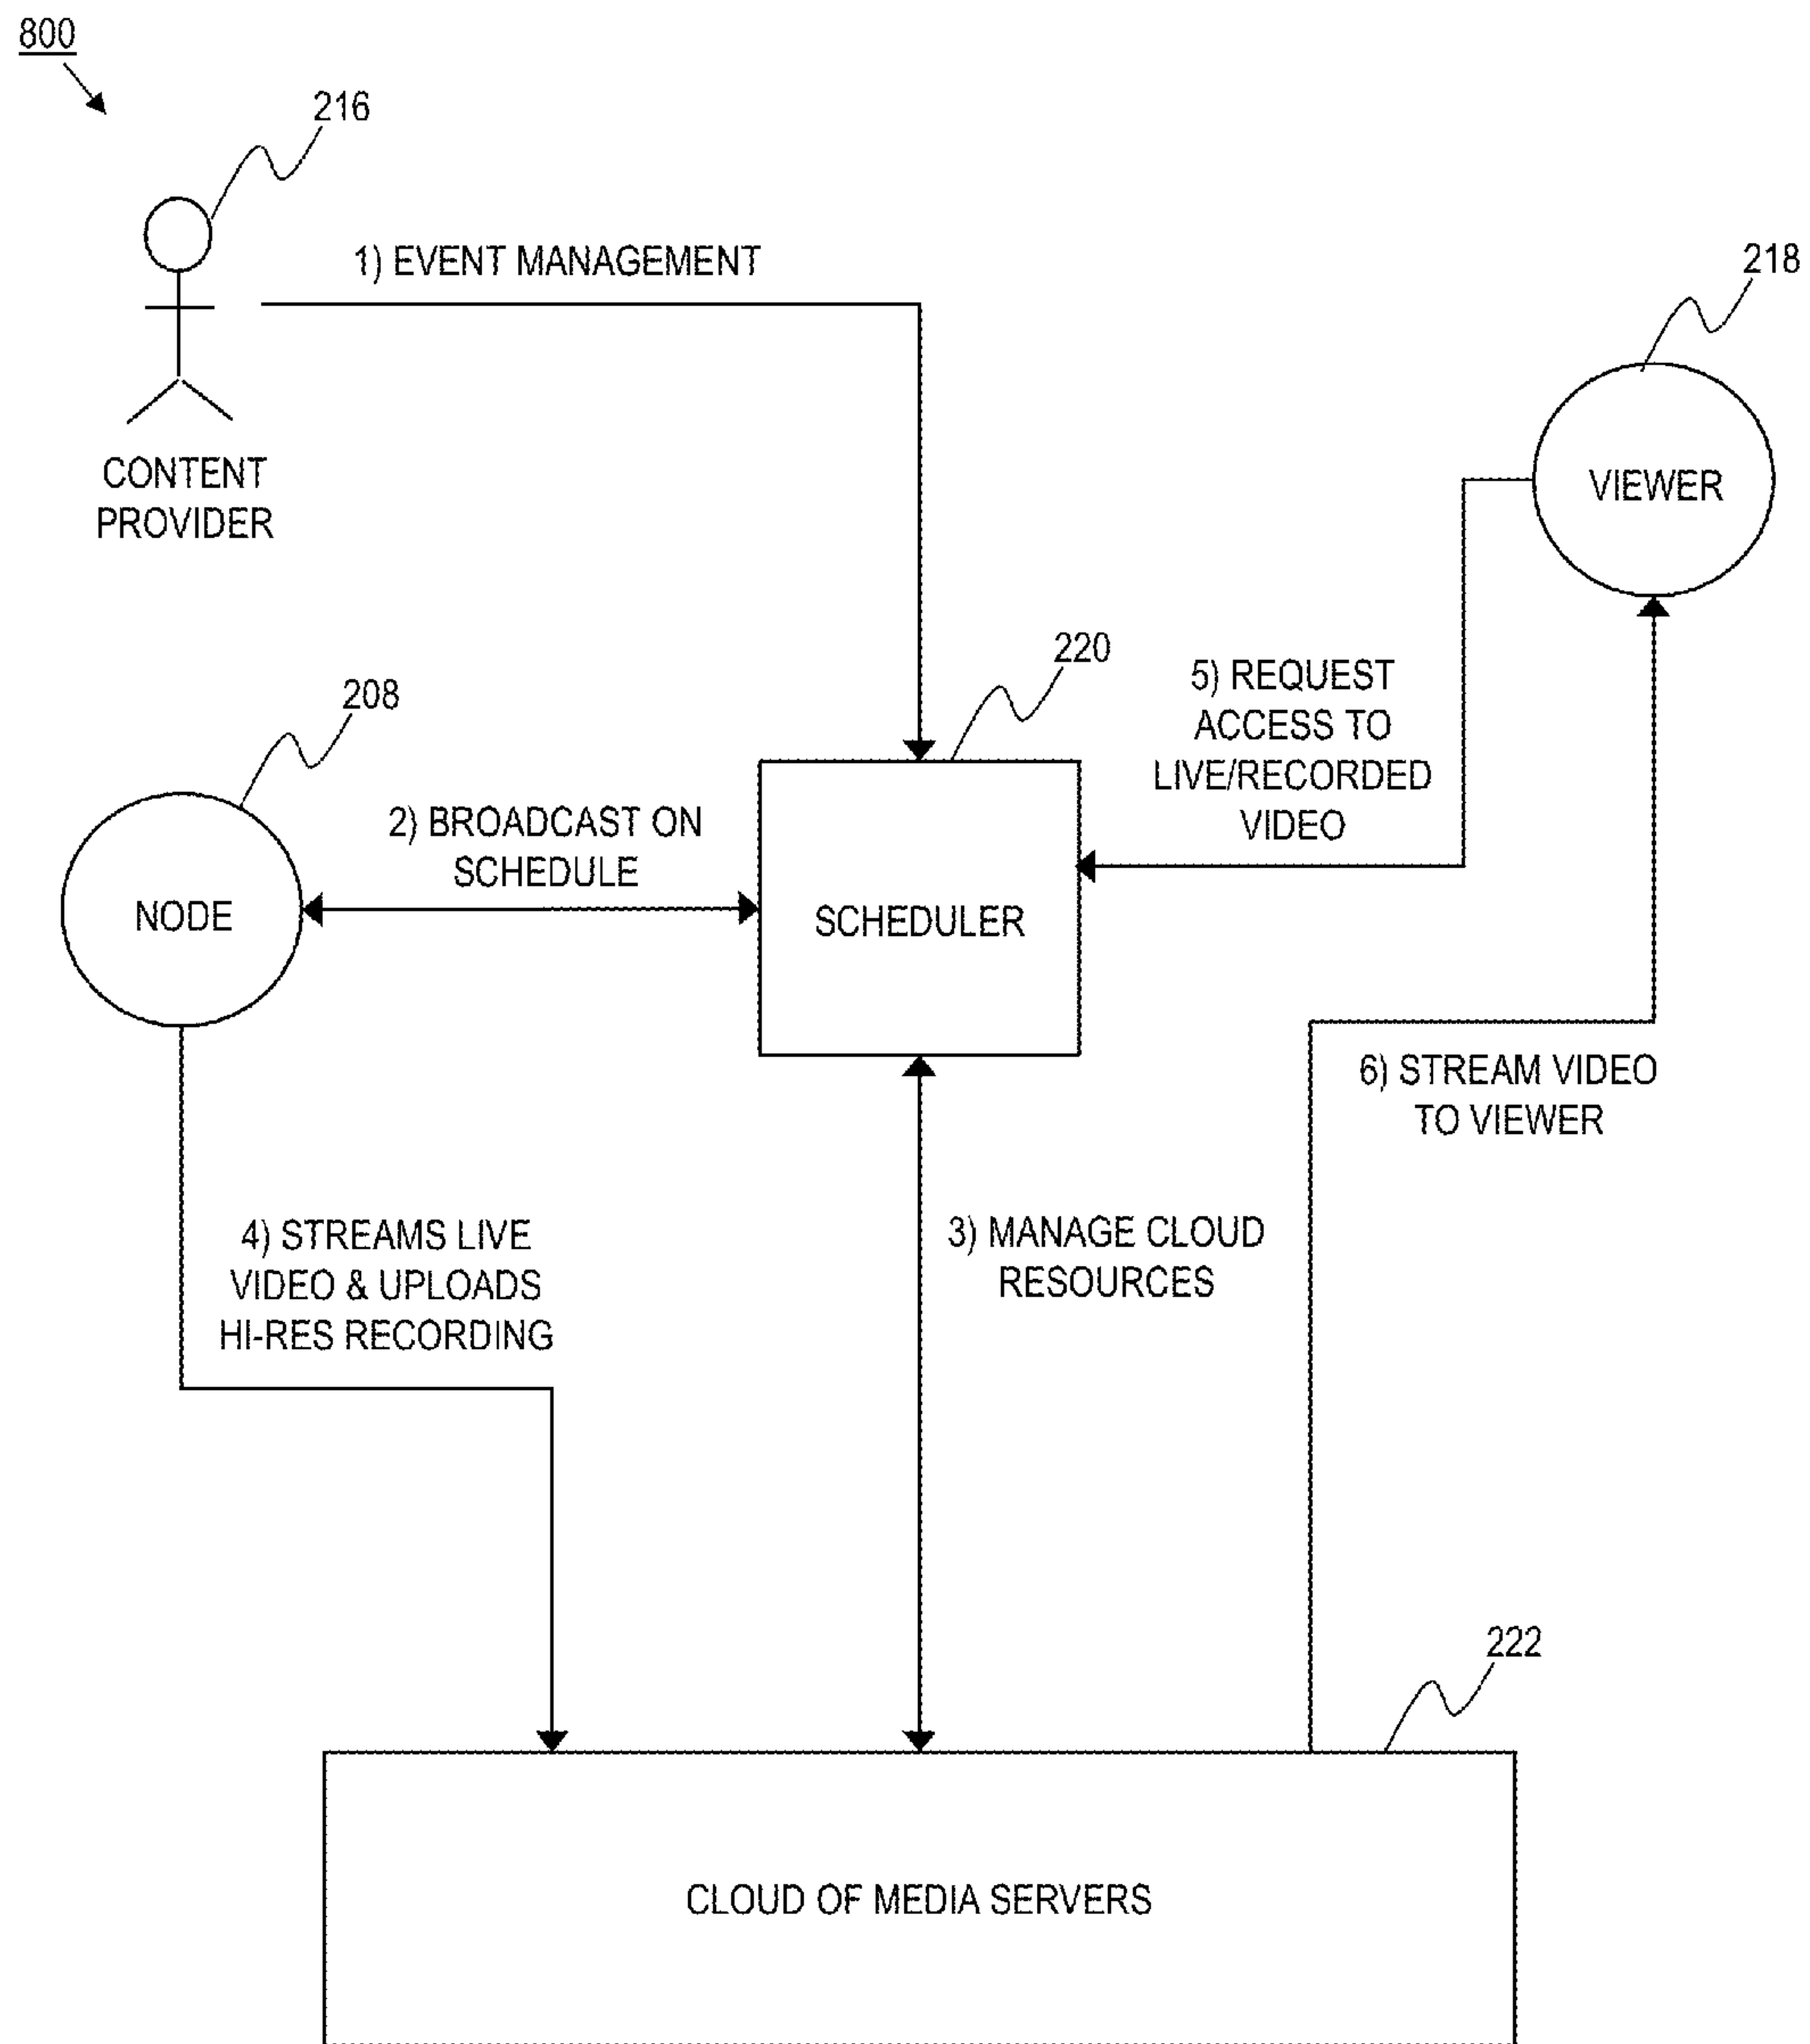 800
216
1) EVENT MANAGEMENT
218
CONTENT
PROVIDER
VIEWER
220
5) REQUEST
ACCESS TO
LIVE/RECORDED
VIDEO
208
2) BROADCAST ON
SCHEDULE
NODE
SCHEDULER
6) STREAM VIDEO
TO VIEWER
4) STREAMS LIVE
VIDEO & UPLOADS
HI-RES RECORDING
3) MANAGE CLOUD
RESOURCES
222
CLOUD OF MEDIA SERVERS